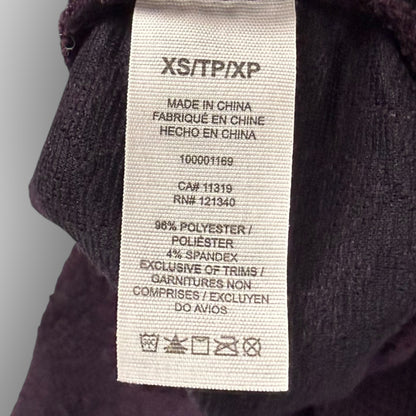 XS/TP/XP
MADE IN CHINA
FABRIQUÉ EN CHINE
HECHO EN CHINA
100001169
CA# 11319
RN# 121340
96% POLYESTER /
POLIÉSTER
4% SPANDEX
EXCLUSIVE OF TRIMS /
GARNITURES NON
COMPRISES / EXCLUYEN
DO AVIOS